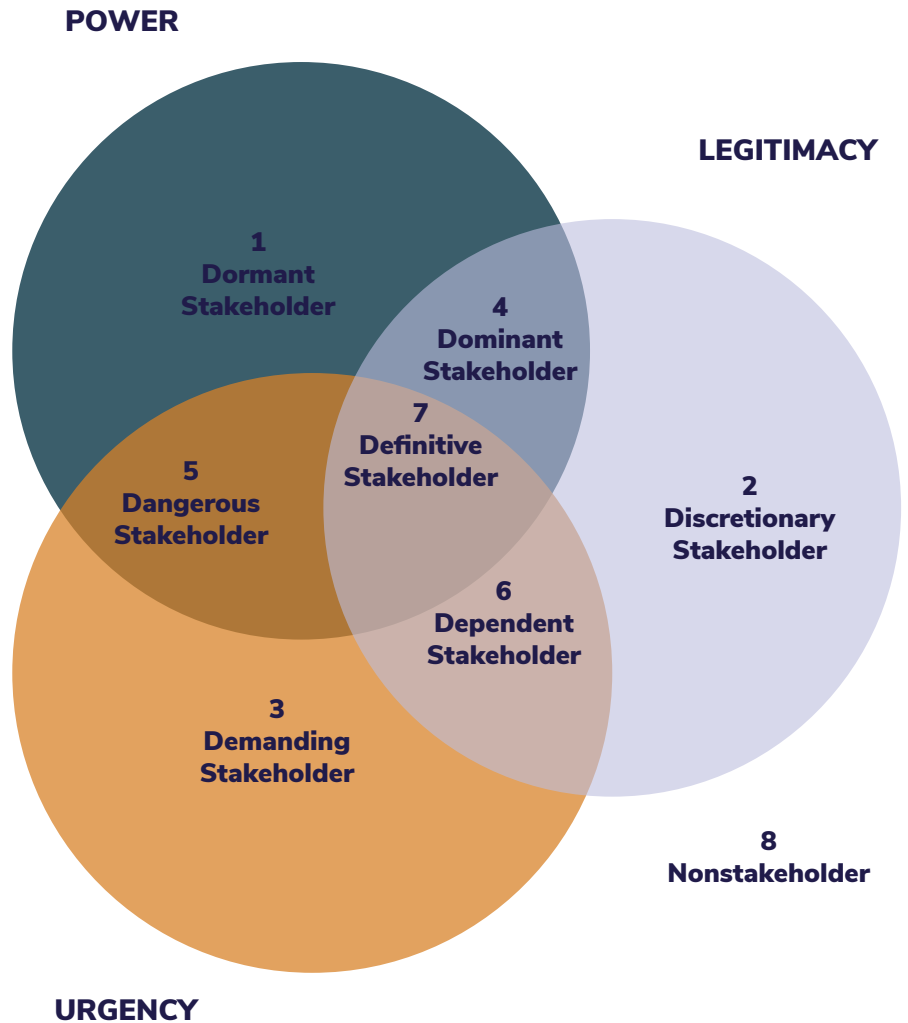 POWER
LEGITIMACY
1
Dormant
Stakeholder
4
Dominant
Stakeholder
7
Definitive
Stakeholder
5
Dangerous
Stakeholder
2
Discretionary
Stakeholder
6
Dependent
Stakeholder
3
Demanding
Stakeholder
8
Nonstakeholder
URGENCY